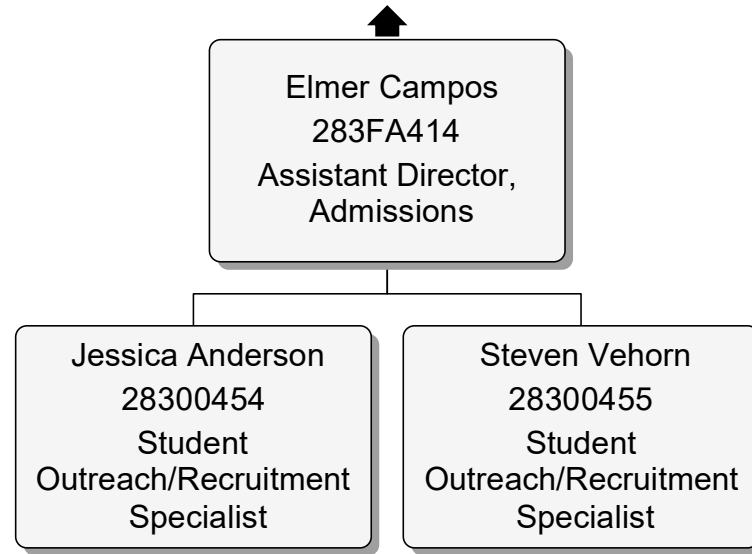 Elmer Campos
283FA414
Assistant Director,
Admissions
Jessica Anderson
28300454
Student
Outreach/Recruitment
Specialist
Steven Vehorn
28300455
Student
Outreach/Recruitment
Specialist